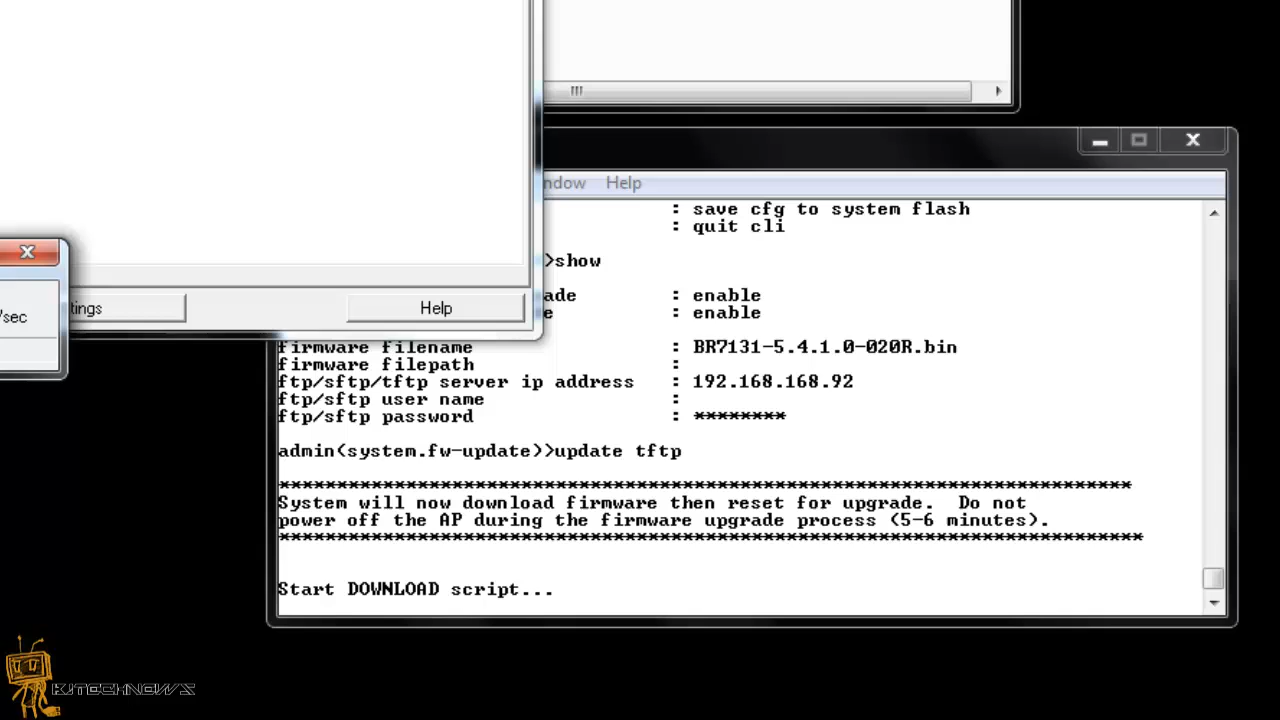 ndow Help
: save cfg to system flash
: quit cli
>show
ade : enable
e : enable
firmware filename : BR7131-5.4.1.0-020R.bin
firmware filepath :
ftp/sftp/tftp server ip address : 192.168.168.92
ftp/sftp user name :
ftp/sftp password : ********
admin(system.fw-update)>update tftp
***************************************************************************
System will now download firmware then reset for upgrade. Do not
power off the AP during the firmware upgrade process (5-6 minutes).
****************************************************************************
Start DOWNLOAD script...
/sec
tings
Help
KJTECHNOWS